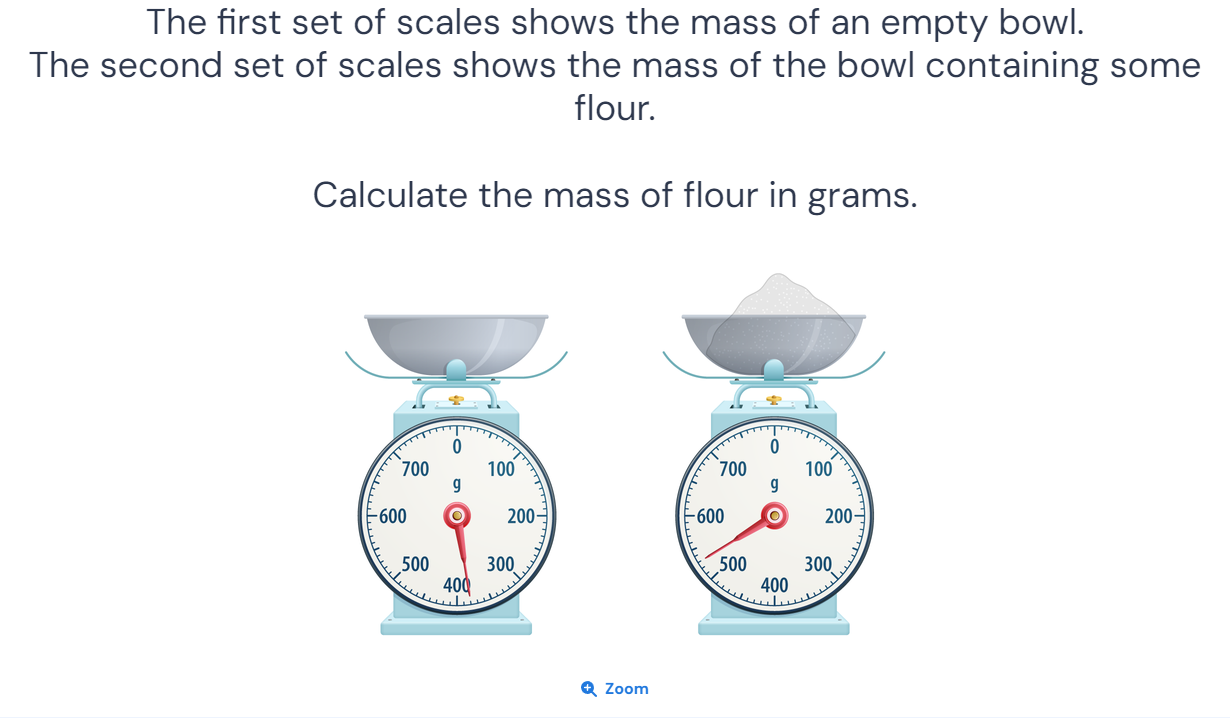 The first set of scales shows the mass of an empty bowl.
The second set of scales shows the mass of the bowl containing some
flour.
Calculate the mass of flour in grams.
0
700 100
g
600 200
500 300
400
0
700 100
g
600 200
500 300
400
Zoom